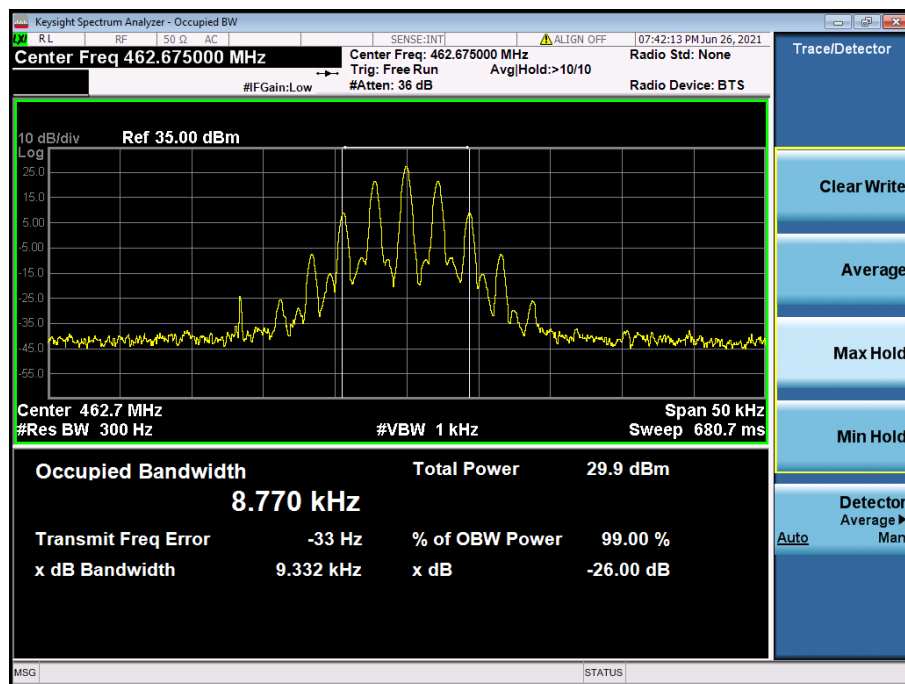 Keysight Spectrum Analyzer - Occupied BW
LXI RL RF 50 Ω AC SENSE:INT ALIGN OFF 07:42:13 PM Jun 26, 2021
Center Freq 462.675000 MHz
Center Freq: 462.675000 MHz Radio Std: None
Trig: Free Run Avg|Hold:>10/10
#IFGain:Low #Atten: 36 dB Radio Device: BTS
10 dB/div Ref 35.00 dBm
Log
25.0
15.0
5.00
-5.00
-15.0
-25.0
-35.0
-45.0
-55.0
Center 462.7 MHz Span 50 kHz
#Res BW 300 Hz #VBW 1 kHz Sweep 680.7 ms
Occupied Bandwidth Total Power 29.9 dBm
8.770 kHz
Transmit Freq Error -33 Hz % of OBW Power 99.00 %
x dB Bandwidth 9.332 kHz x dB -26.00 dB
MSG STATUS
Trace/Detector
Clear Write
Average
Max Hold
Min Hold
Detector
Average
Auto Man